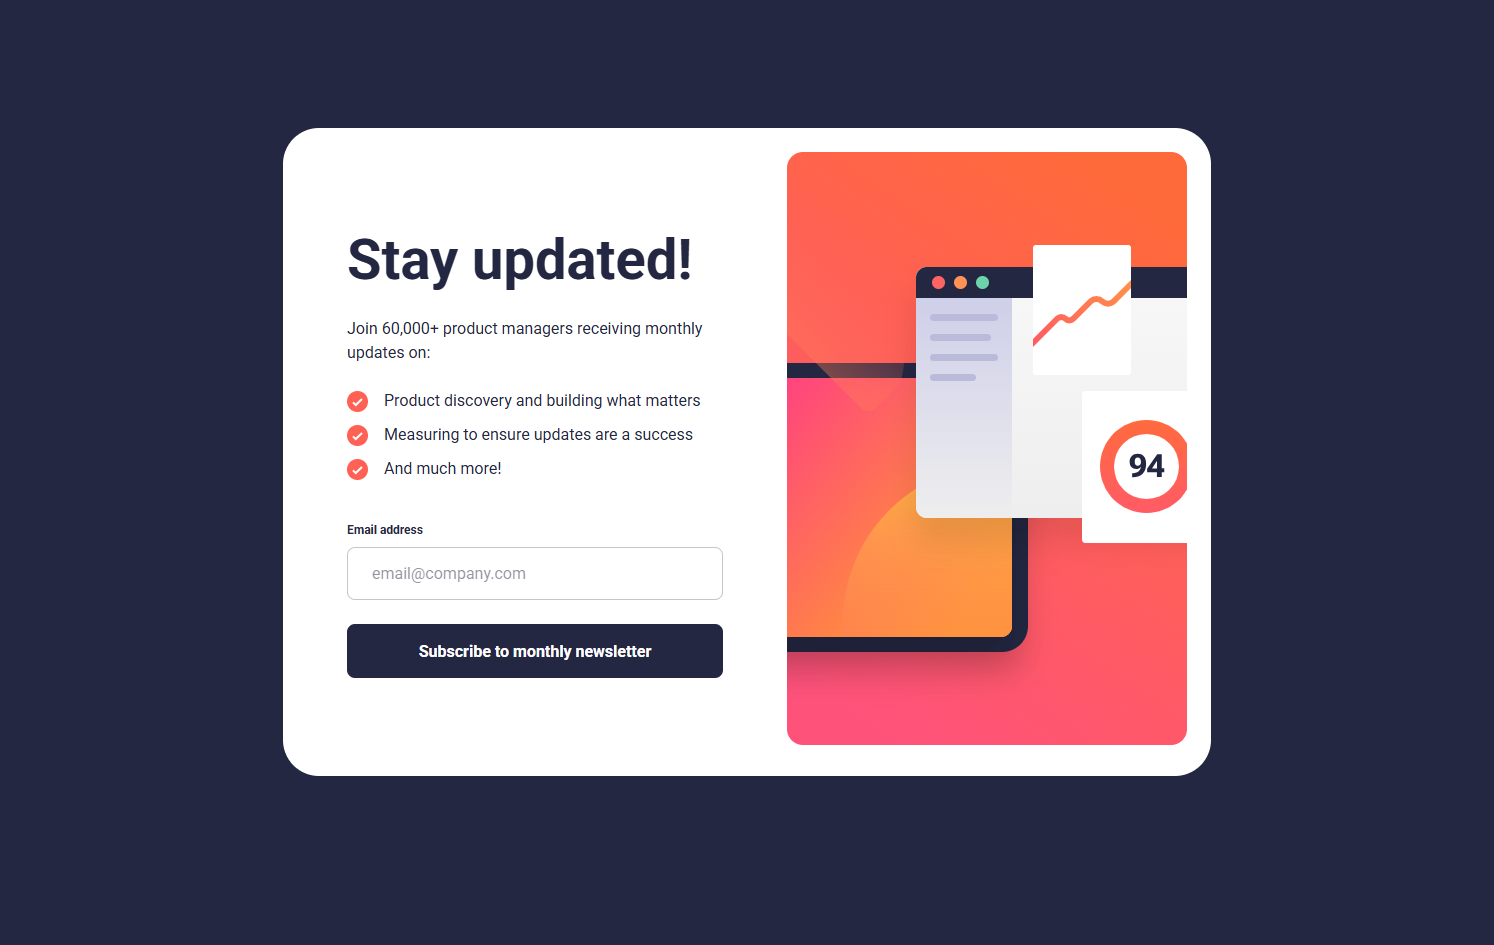 Stay updated!
Join 60,000+ product managers receiving monthly
updates on:
Product discovery and building what matters
Measuring to ensure updates are a success
And much more!
Email address
email@company.com
Subscribe to monthly newsletter
94